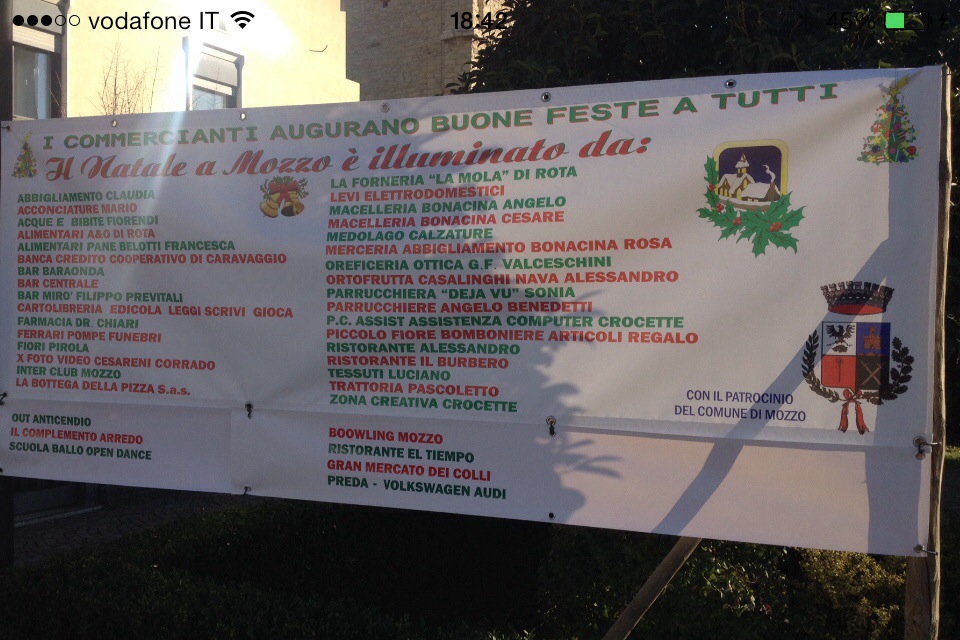 vodafone IT
18:42
45%
I COMMERCIANTI AUGURANO BUONE FESTE A TUTTI
Il Natale a Mozzo è illuminato da:
ABBIGLIAMENTO CLAUDIA
ACCONCIATURE MARIO
ACQUE E BIBITE FIORENDI
ALIMENTARI A&O DI ROTA
ALIMENTARI PANE BELOTTI FRANCESCA
BANCA CREDITO COOPERATIVO DI CARAVAGGIO
BAR BARAONDA
BAR CENTRALE
BAR MIRO' FILIPPO PREVITALI
CARTOLIBRERIA EDICOLA LEGGI SCRIVI GIOCA
FARMACIA DR. CHIARI
FERRARI POMPE FUNEBRI
FIORI PIROLA
X FOTO VIDEO CESARENI CORRADO
INTER CLUB MOZZO
LA BOTTEGA DELLA PIZZA S.a.s.
OUT ANTICENDIO
IL COMPLEMENTO ARREDO
SCUOLA BALLO OPEN DANCE
LA FORNERIA “LA MOLA” DI ROTA
LEVI ELETTRODOMESTICI
MACELLERIA BONACINA ANGELO
MACELLERIA BONACINA CESARE
MEDOLAGO CALZATURE
MERCERIA ABBIGLIAMENTO BONACINA ROSA
OREFICERIA OTTICA G.F. VALCESCHINI
ORTOFRUTTA CASALINGHI NAVA ALESSANDRO
PARRUCCHIERA “DEJA VU” SONIA
PARRUCCHIERE ANGELO BENEDETTI
P.C. ASSIST ASSISTENZA COMPUTER CROCETTE
PICCOLO FIORE BOMBONIERE ARTICOLI REGALO
RISTORANTE ALESSANDRO
RISTORANTE IL BURBERO
TESSUTI LUCIANO
TRATTORIA PASCOLETTO
ZONA CREATIVA CROCETTE
BOOWLING MOZZO
RISTORANTE EL TIEMPO
GRAN MERCATO DEI COLLI
PREDA - VOLKSWAGEN AUDI
CON IL PATROCINIO
DEL COMUNE DI MOZZO